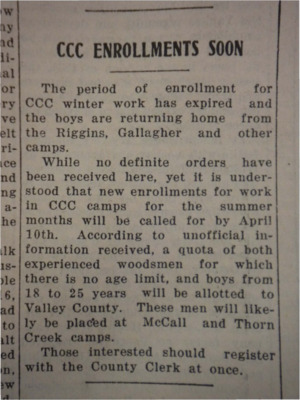 CCC ENROLLMENTS SOON
The period of enrollment for
CCC winter work has expired and
the boys are returning home from
the Riggins, Gallagher and other
camps.
While no definite orders have
been received here, yet it is under-
stood that new enrollments for work
in CCC camps for the summer
months will be called for by April
10th. According to unofficial in-
formation received, a quota of both
experienced woodsmen for which
there is no age limit, and boys from
18 to 25 years will be allotted to
Valley County. These men will like-
ly be placed at McCall and Thorn
Creek camps.
Those interested should register
with the County Clerk at once.